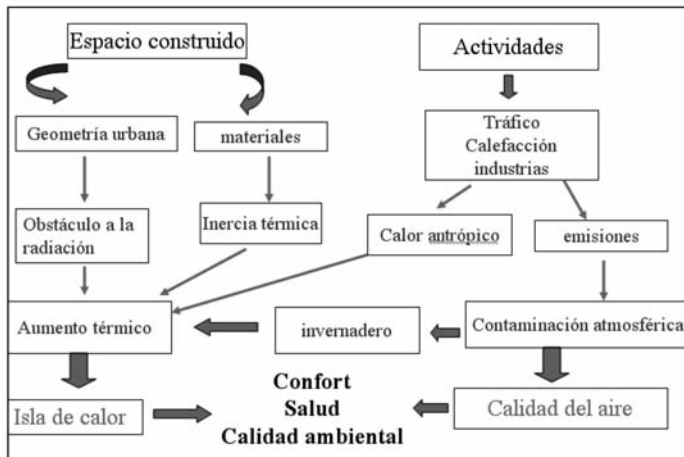 Espacio construido
Actividades
Geometría urbana
materiales
Tráfico
Calefacción
industrias
Obstáculo a la
radiación
Inercia térmica
Calor antrópico
emisiones
Aumento térmico
invernadero
Contaminación atmosférica
Confort
Salud
Calidad ambiental
Isla de calor
Calidad del aire